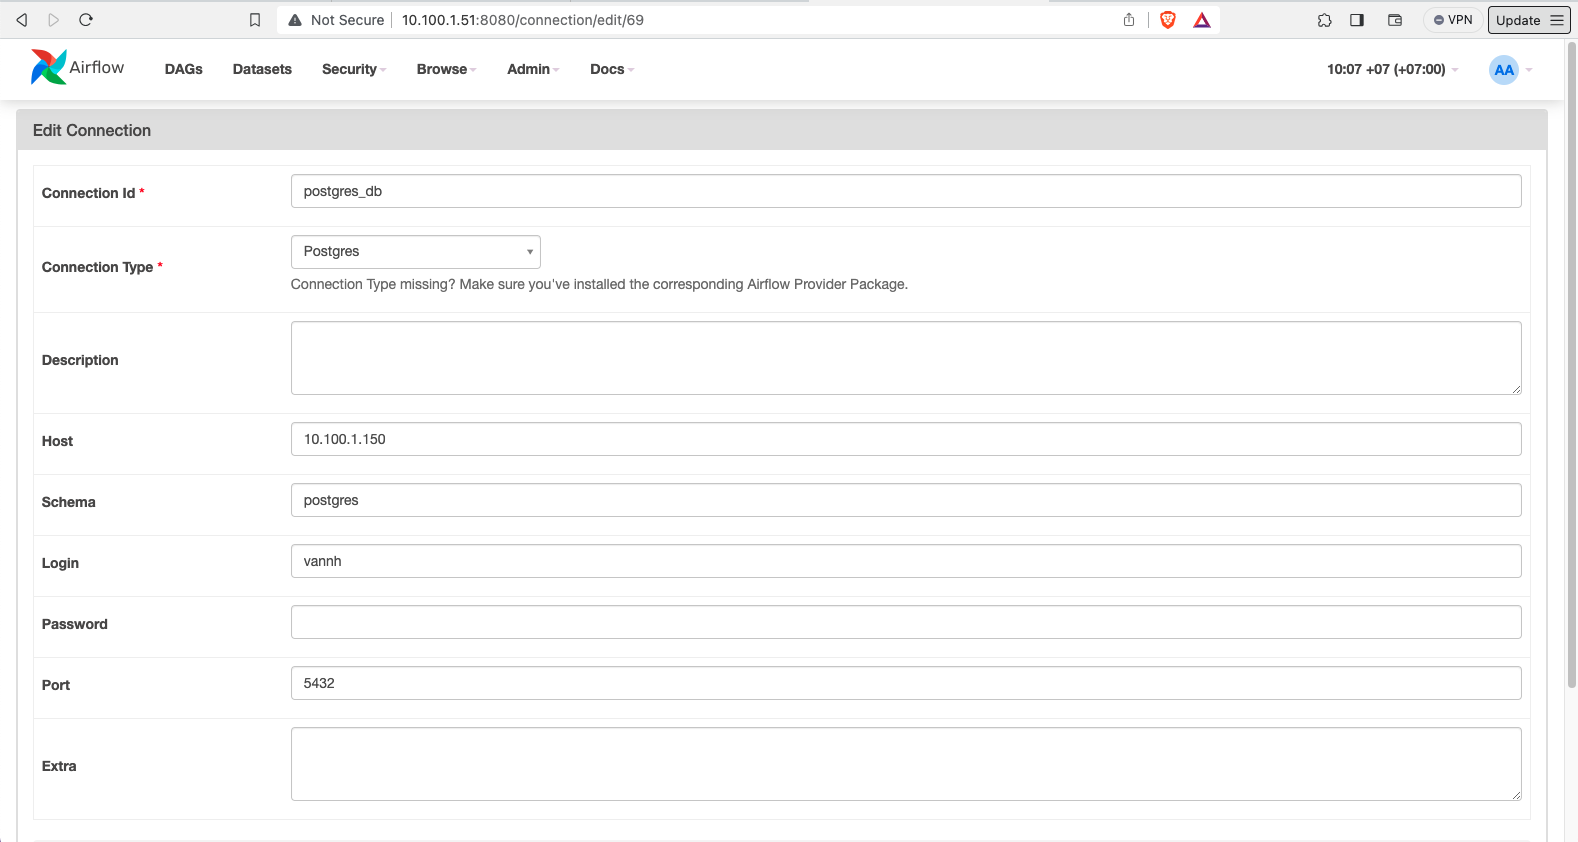 Not Secure 10.100.1.51:8080/connection/edit/69 VPN Update
Airflow DAGs Datasets Security Browse Admin Docs 10:07 +07 (+07:00) AA
Edit Connection
Connection Id * postgres_db
Connection Type * Postgres
Connection Type missing? Make sure you've installed the corresponding Airflow Provider Package.
Description
Host 10.100.1.150
Schema postgres
Login vannh
Password
Port 5432
Extra